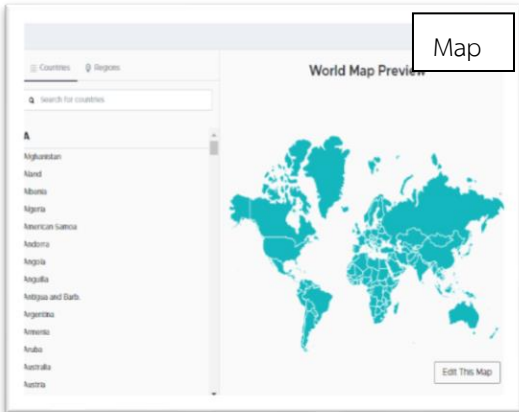 Map
Countries Regions
World Map Preview
Search for countries
A
Afghanistan
Aland
Albania
Algeria
American Samoa
Andorra
Angola
Anguilla
Antigua and Barb.
Argentina
Armenia
Aruba
Australia
Austria
Edit This Map